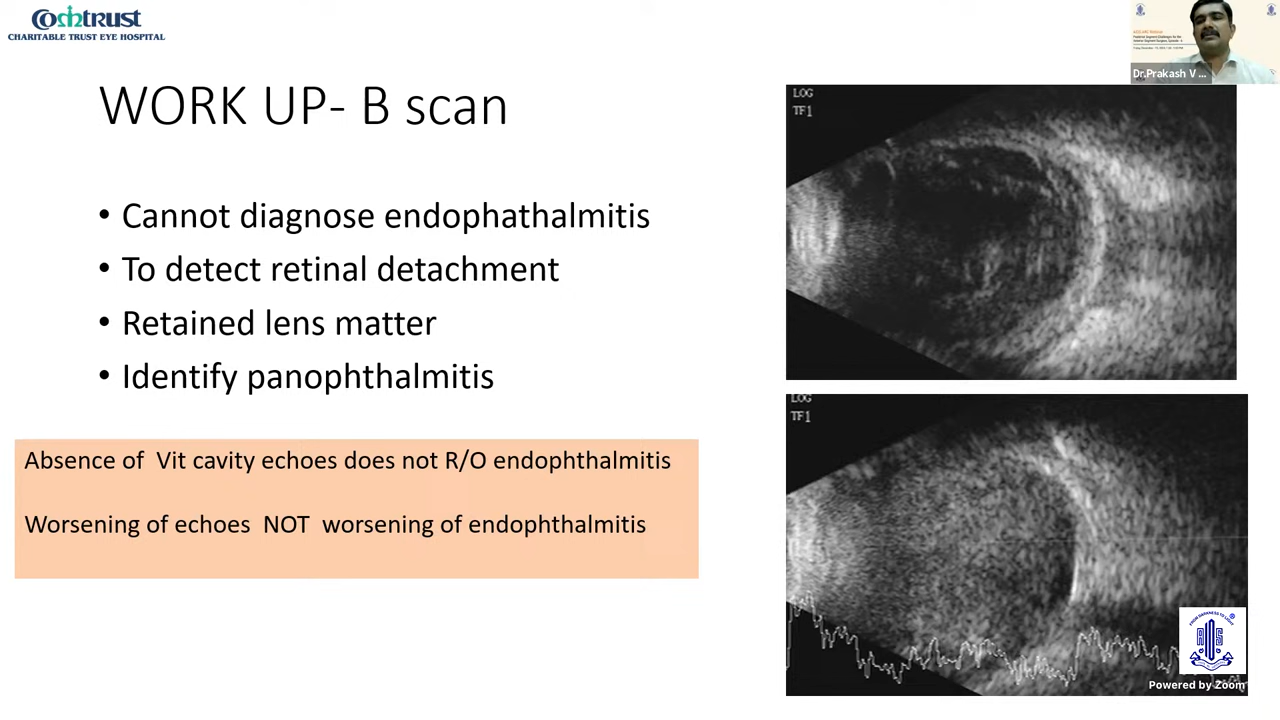 Comtrust
CHARITABLE TRUST EYE HOSPITAL
Dr.Prakash V ...
WORK UP- B scan
• Cannot diagnose endophathalmitis
• To detect retinal detachment
• Retained lens matter
• Identify panophthalmitis
Absence of Vit cavity echoes does not R/O endophthalmitis
Worsening of echoes NOT worsening of endophthalmitis
LOG
TF1
LOG
TF1
Powered by Zoom